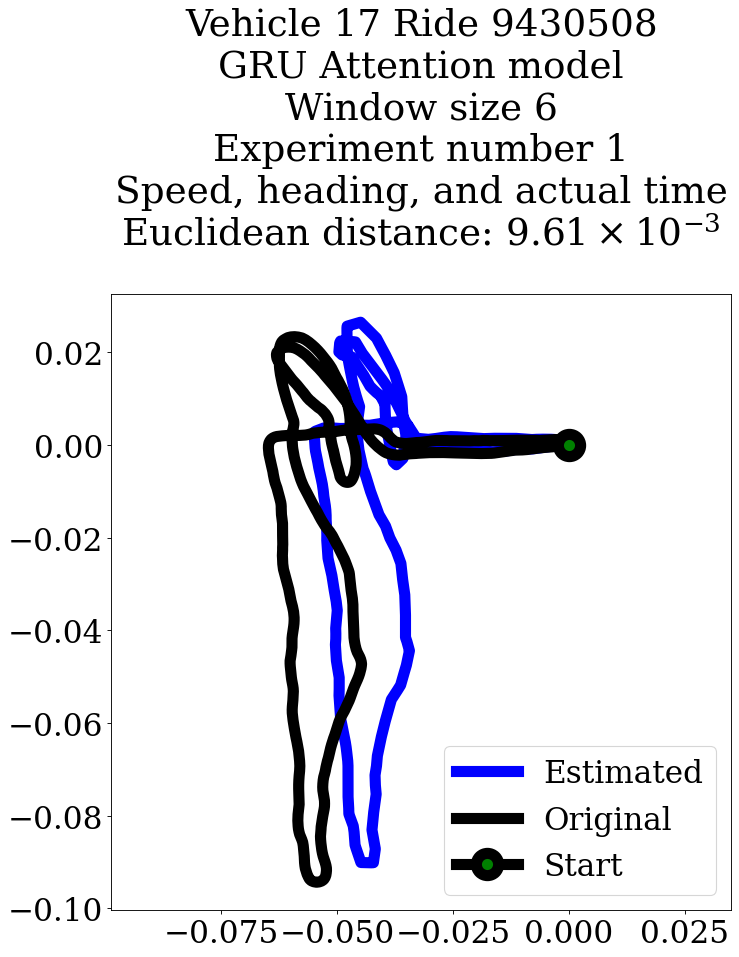 Vehicle 17 Ride 9430508
GRU Attention model
Window size 6
Experiment number 1
Speed, heading, and actual time
Euclidean distance: 9.61 × 10⁻³
0.02
0.00
−0.02
−0.04
−0.06
−0.08
−0.10
Estimated
Original
Start
−0.075 −0.050 −0.025 0.000 0.025